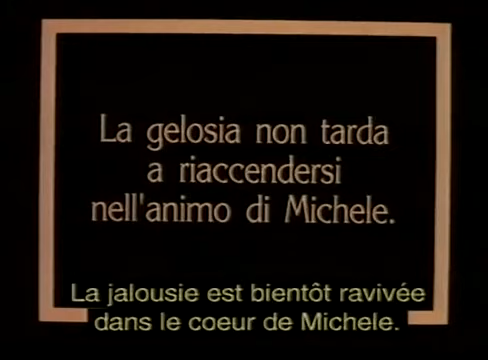 La gelosia non tarda
a riaccendersi
nell'animo di Michele.
La jalousie est bientôt ravivée
dans le coeur de Michele.